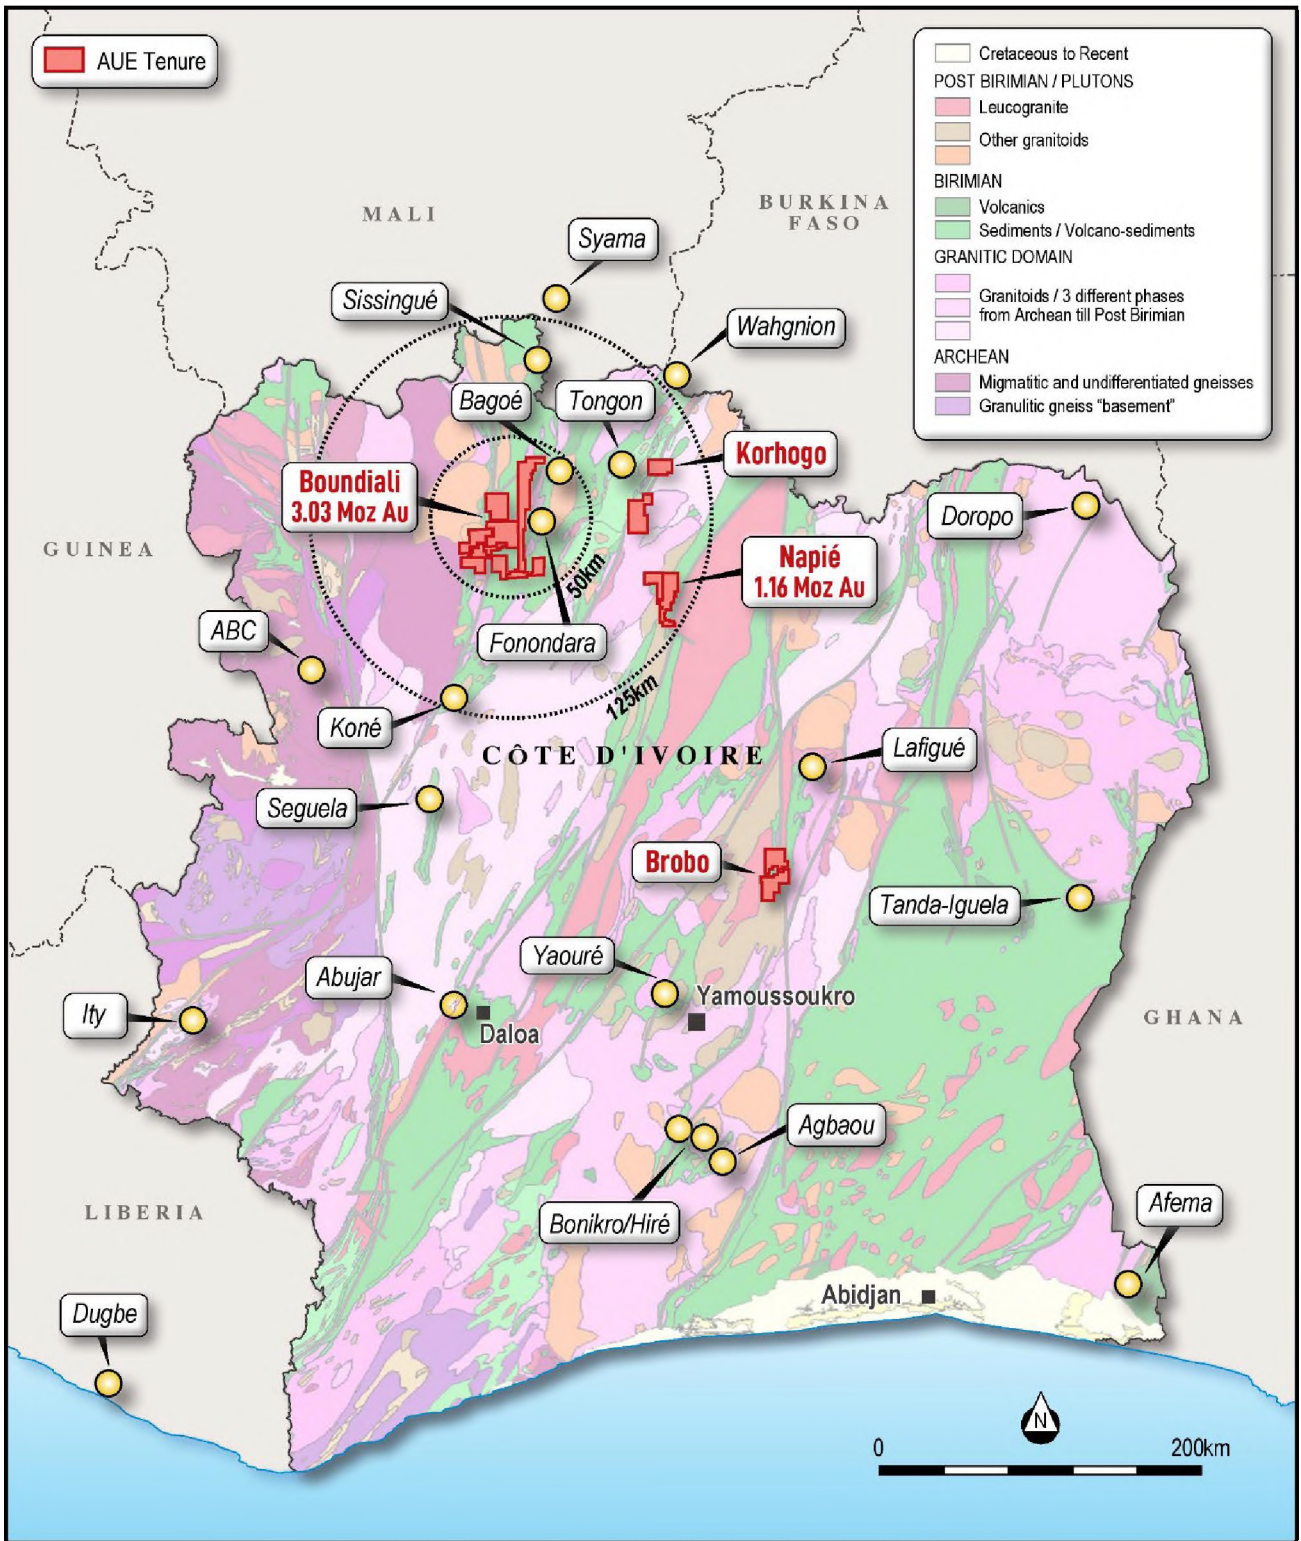 AUE Tenure
Cretaceous to Recent
POST BIRIMIAN / PLUTONS
Leucogranite
Other granitoids
BIRIMIAN
Volcanics
Sediments / Volcano-sediments
GRANITIC DOMAIN
Granitoids / 3 different phases
from Archean till Post Birimian
ARCHEAN
Migmatitic and undifferentiated gneisses
Granulitic gneiss "basement"
MALI
BURKINA
FASO
Syama
Sissingué
Wahgnion
Bagoé
Tongon
Korhogo
Boundiali
3.03 Moz Au
Doropo
GUINEA
Napié
1.16 Moz Au
50km
ABC
Fonondara
125km
Koné
CÔTE D'IVOIRE
Lafigué
Seguela
Brobo
Tanda-Iguela
Yaouré
Abujar
Yamoussoukro
Ity
Daloa
GHANA
Agbaou
Bonikro/Hiré
LIBERIA
Afema
Abidjan
Dugbe
N
0
200km